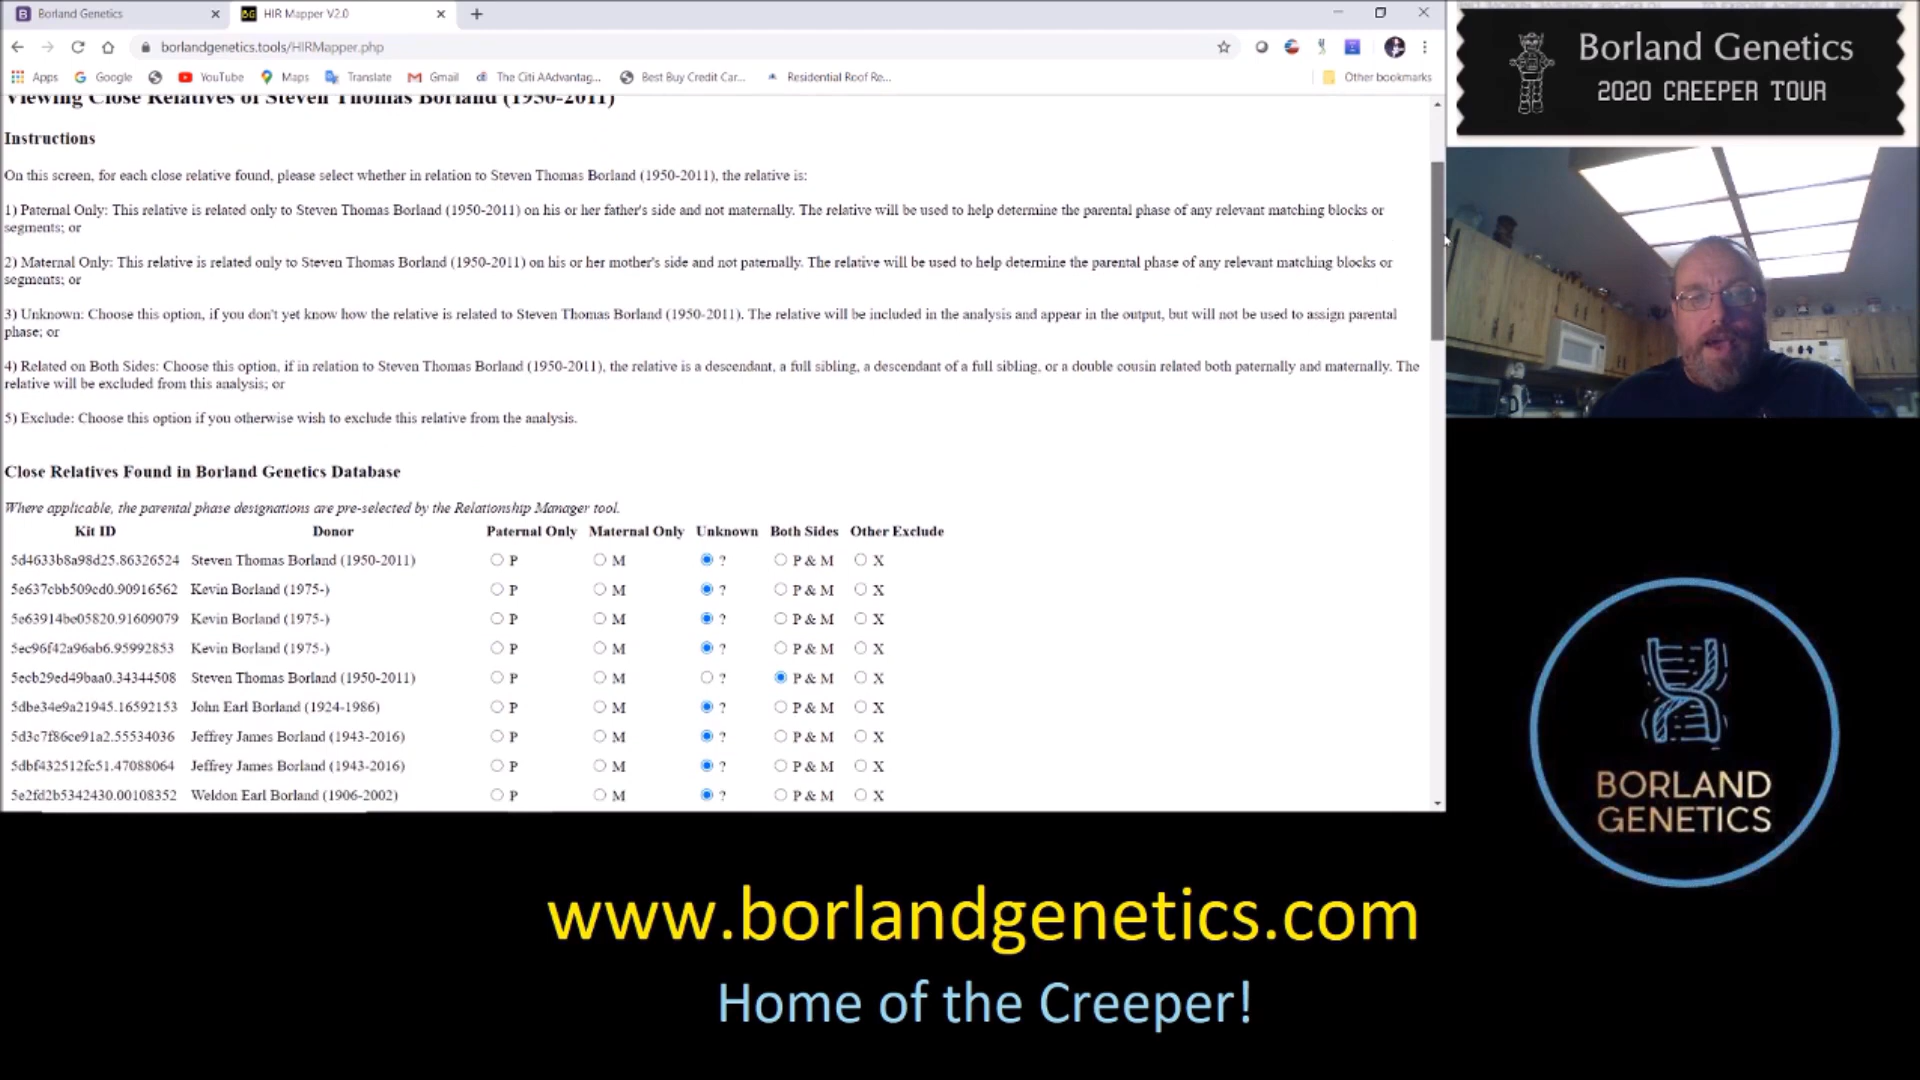 Borland Genetics
HIR Mapper V2.0
borlandgenetics.tools/HIRMapper.php
Apps Google YouTube Maps Translate Gmail The Citi AAdvantag... Best Buy Credit Car... Residential Roof Re... Other bookmarks
Viewing Close Relatives of Steven Thomas Borland (1950-2011)
Instructions
On this screen, for each close relative found, please select whether in relation to Steven Thomas Borland (1950-2011), the relative is:
1) Paternal Only: This relative is related only to Steven Thomas Borland (1950-2011) on his or her father's side and not maternally. The relative will be used to help determine the parental phase of any relevant matching blocks or
segments; or
2) Maternal Only: This relative is related only to Steven Thomas Borland (1950-2011) on his or her mother's side and not paternally. The relative will be used to help determine the parental phase of any relevant matching blocks or
segments; or
3) Unknown: Choose this option, if you don't yet know how the relative is related to Steven Thomas Borland (1950-2011). The relative will be included in the analysis and appear in the output, but will not be used to assign parental
phase; or
4) Related on Both Sides: Choose this option, if in relation to Steven Thomas Borland (1950-2011), the relative is a descendant, a full sibling, a descendant of a full sibling, or a double cousin related both paternally and maternally. The
relative will be excluded from this analysis; or
5) Exclude: Choose this option if you otherwise wish to exclude this relative from the analysis.
Close Relatives Found in Borland Genetics Database
Where applicable, the parental phase designations are pre-selected by the Relationship Manager tool.
Kit ID Donor Paternal Only Maternal Only Unknown Both Sides Other Exclude
5d4633b8a98d25.86326524 Steven Thomas Borland (1950-2011) P M ? P & M X
5e637cbb509cd0.90916562 Kevin Borland (1975-) P M ? P & M X
5e63914be05820.91609079 Kevin Borland (1975-) P M ? P & M X
5ec96f42a96ab6.95992853 Kevin Borland (1975-) P M ? P & M X
5ecb29ed49baa0.34344508 Steven Thomas Borland (1950-2011) P M ? P & M X
5dbe34e9a21945.16592153 John Earl Borland (1924-1986) P M ? P & M X
5d3c7f86ce91a2.55534036 Jeffrey James Borland (1943-2016) P M ? P & M X
5dbf432512fc51.47088064 Jeffrey James Borland (1943-2016) P M ? P & M X
5e2fd2b5342430.00108352 Weldon Earl Borland (1906-2002) P M ? P & M X
Borland Genetics
2020 CREEPER TOUR
BORLAND
GENETICS
www.borlandgenetics.com
Home of the Creeper!